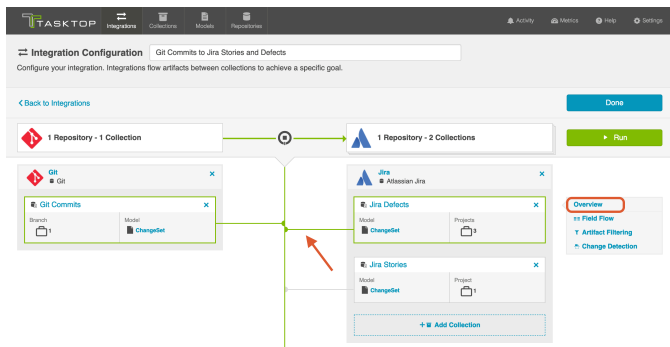 TASKTOP
Integrations
Collections
Models
Repositories
Activity
Metrics
Help
Settings
Integration Configuration
Git Commits to Jira Stories and Defects
Configure your integration. Integrations flow artifacts between collections to achieve a specific goal.
Back to Integrations
Done
1 Repository - 1 Collection
1 Repository - 2 Collections
Run
Git
Git
Git Commits
Branch
1
Model
ChangeSet
Jira
Atlassian Jira
Jira Defects
Model
ChangeSet
Projects
3
Jira Stories
Model
ChangeSet
Project
1
+ Add Collection
Overview
Field Flow
Artifact Filtering
Change Detection